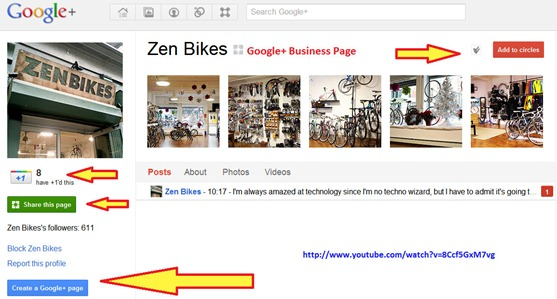 Google+
Search Google+
Zen Bikes
Google+ Business Page
Add to circles
ZENBIKES
+1
8
have +1'd this
Share this page
Zen Bikes's followers: 611
Block Zen Bikes
Report this profile
Create a Google+ page
Posts About Photos Videos
Zen Bikes - 10:17 - I'm always amazed at technology since I'm no techno wizard, but I have to admit it's going t...
1
http://www.youtube.com/watch?v=8Ccf5GxM7vg